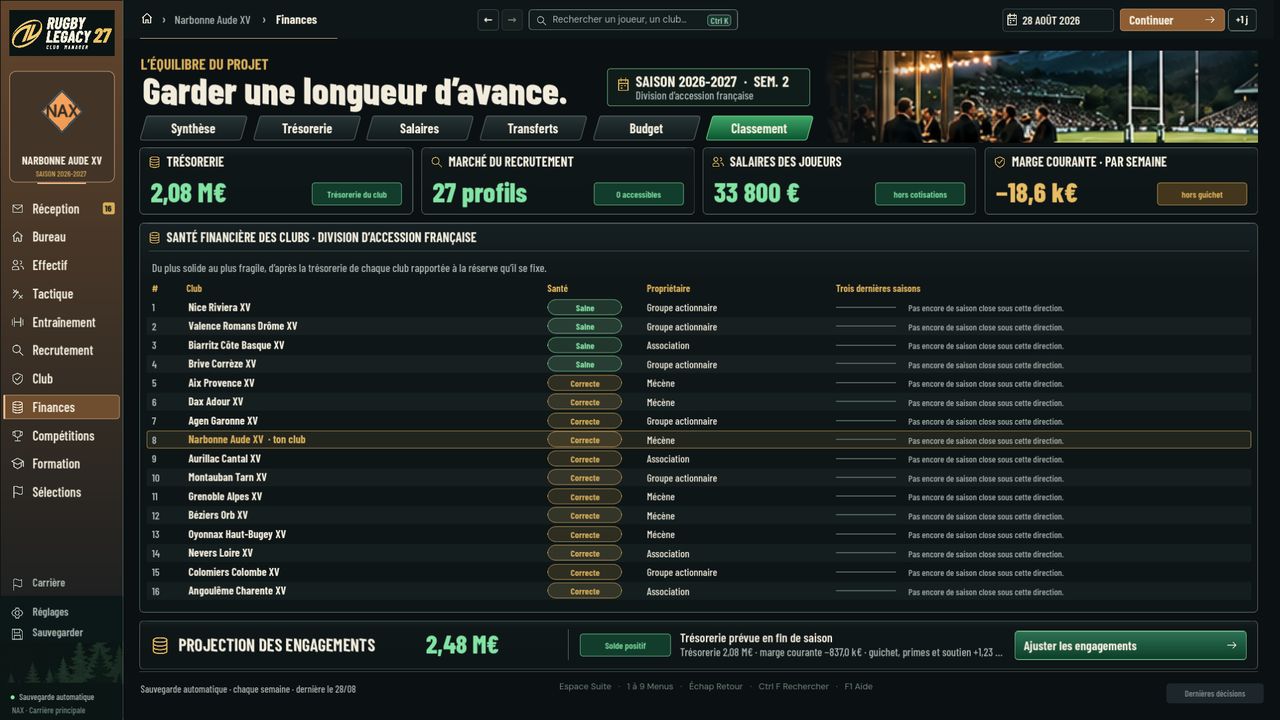 RUGBY
LEGACY 27
CLUB MANAGER
Narbonne Aude XV
Finances
Rechercher un joueur, un club...
Ctrl K
28 AOÛT 2026
Continuer
+1 j
NAX
NARBONNE AUDE XV
SAISON 2026-2027
Réception
16
Bureau
Effectif
Tactique
Entraînement
Recrutement
Club
Finances
Compétitions
Formation
Sélections
Carrière
Réglages
Sauvegarder
Sauvegarde automatique
NAX · Carrière principale
L'ÉQUILIBRE DU PROJET
Garder une longueur d'avance.
SAISON 2026-2027 · SEM. 2
Division d'accession française
Synthèse
Trésorerie
Salaires
Transferts
Budget
Classement
TRÉSORERIE
2,08 M€
Trésorerie du club
MARCHÉ DU RECRUTEMENT
27 profils
0 accessibles
SALAIRES DES JOUEURS
33 800 €
hors cotisations
MARGE COURANTE · PAR SEMAINE
−18,6 k€
hors guichet
SANTÉ FINANCIÈRE DES CLUBS · DIVISION D'ACCESSION FRANÇAISE
Du plus solide au plus fragile, d'après la trésorerie de chaque club rapportée à la réserve qu'il se fixe.
# Club Santé Propriétaire Trois dernières saisons
1 Nice Riviera XV Saine Groupe actionnaire Pas encore de saison close sous cette direction.
2 Valence Romans Drôme XV Saine Groupe actionnaire Pas encore de saison close sous cette direction.
3 Biarritz Côte Basque XV Saine Association Pas encore de saison close sous cette direction.
4 Brive Corrèze XV Saine Groupe actionnaire Pas encore de saison close sous cette direction.
5 Aix Provence XV Correcte Mécène Pas encore de saison close sous cette direction.
6 Dax Adour XV Correcte Mécène Pas encore de saison close sous cette direction.
7 Agen Garonne XV Correcte Groupe actionnaire Pas encore de saison close sous cette direction.
8 Narbonne Aude XV · ton club Correcte Mécène Pas encore de saison close sous cette direction.
9 Aurillac Cantal XV Correcte Association Pas encore de saison close sous cette direction.
10 Montauban Tarn XV Correcte Groupe actionnaire Pas encore de saison close sous cette direction.
11 Grenoble Alpes XV Correcte Mécène Pas encore de saison close sous cette direction.
12 Béziers Orb XV Correcte Mécène Pas encore de saison close sous cette direction.
13 Oyonnax Haut-Bugey XV Correcte Mécène Pas encore de saison close sous cette direction.
14 Nevers Loire XV Correcte Association Pas encore de saison close sous cette direction.
15 Colomiers Colombe XV Correcte Groupe actionnaire Pas encore de saison close sous cette direction.
16 Angoulême Charente XV Correcte Association Pas encore de saison close sous cette direction.
PROJECTION DES ENGAGEMENTS
2,48 M€
Solde positif
Trésorerie prévue en fin de saison
Trésorerie 2,08 M€ · marge courante −837,0 k€ · guichet, primes et soutien +1,23 ...
Ajuster les engagements
Sauvegarde automatique · chaque semaine · dernière le 28/08
Espace Suite · 1 à 9 Menus · Échap Retour · Ctrl F Rechercher · F1 Aide
Dernières décisions